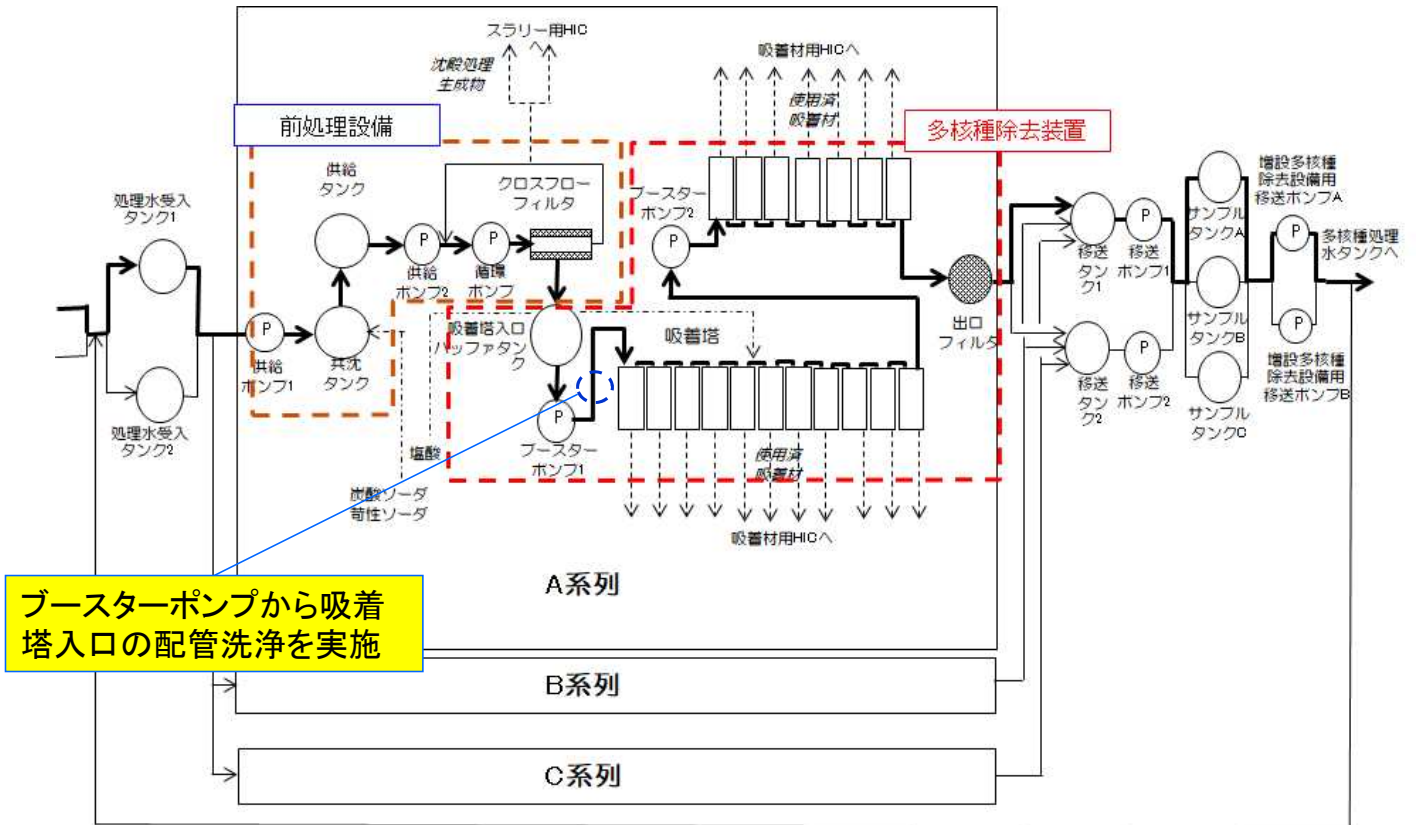 スラリー用HIC
へ
沈殿処理
生成物
吸着材用HICへ
使用済
吸着材
前処理設備
多核種除去装置
処理水受入
タンク1
処理水受入
タンク2
P
供給
ポンプ1
共沈
タンク
供給
タンク
P
供給
ポンプ2
P
循環
ポンプ
クロスフロー
フィルタ
吸着塔入口
バッファタン
ク
P
ブースター
ポンプ1
吸着塔
ブースター
ポンプ2
P
出口
フィルタ
塩酸
炭酸ソーダ
苛性ソーダ
使用済
吸着材
吸着材用HICへ
移送
タン
ク1
P
移送
ポンプ1
移送
タン
ク2
P
移送
ポンプ2
サンプル
タンクA
サンプル
タンクB
サンプル
タンクC
増設多核種
除去設備用
移送ポンプA
P
多核種処理
水タンクへ
P
増設多核種
除去設備用
移送ポンプB
ブースターポンプから吸着
塔入口の配管洗浄を実施
A系列
B系列
C系列